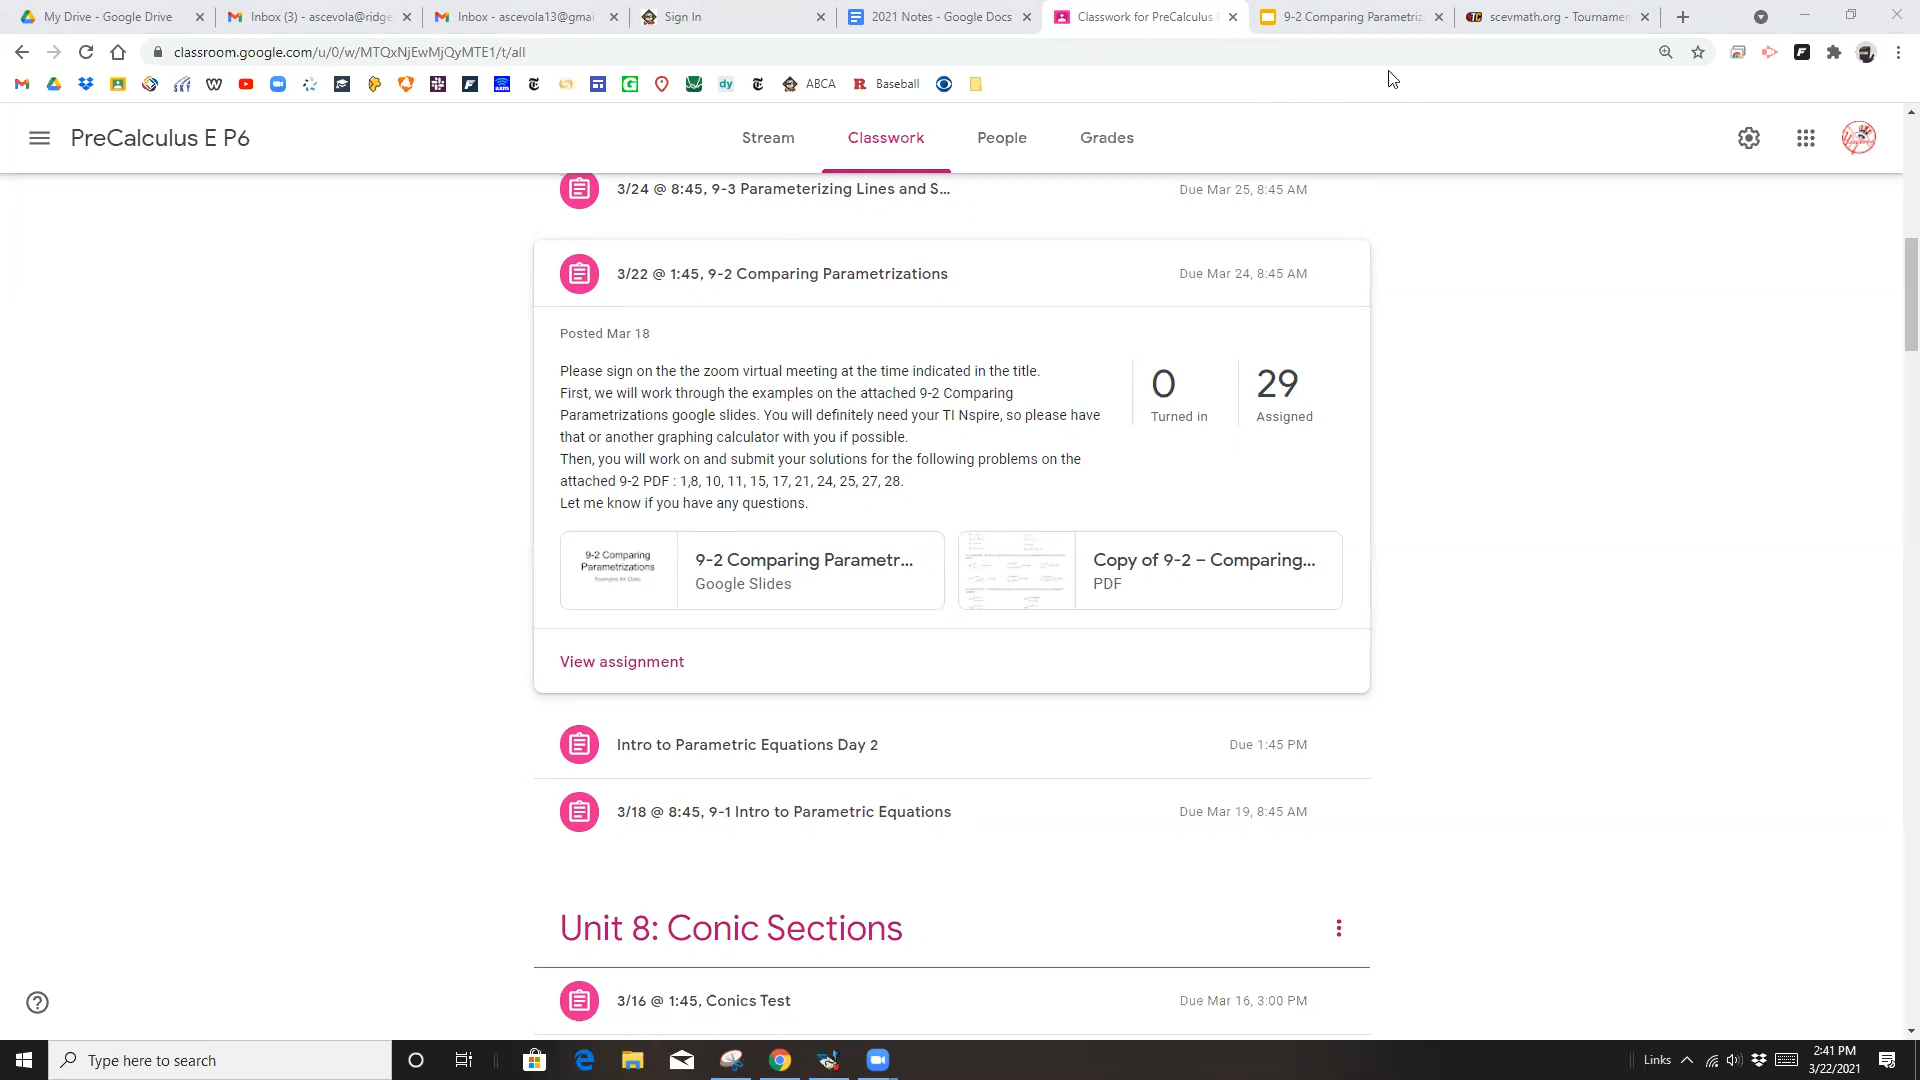 My Drive - Google Drive
Inbox (3) - ascevola@ridge
Inbox - ascevola13@gmai
Sign In
2021 Notes - Google Docs
Classwork for PreCalculus
9-2 Comparing Parametriz
scevmath.org - Tournamen
classroom.google.com/u/0/w/MTQxNjEwMjQyMTE1/t/all
ABCA
Baseball
PreCalculus E P6
Stream
Classwork
People
Grades
3/24 @ 8:45, 9-3 Parameterizing Lines and S...
Due Mar 25, 8:45 AM
3/22 @ 1:45, 9-2 Comparing Parametrizations
Due Mar 24, 8:45 AM
Posted Mar 18
Please sign on the the zoom virtual meeting at the time indicated in the title.
First, we will work through the examples on the attached 9-2 Comparing
Parametrizations google slides. You will definitely need your TI Nspire, so please have
that or another graphing calculator with you if possible.
Then, you will work on and submit your solutions for the following problems on the
attached 9-2 PDF : 1,8, 10, 11, 15, 17, 21, 24, 25, 27, 28.
Let me know if you have any questions.
0
Turned in
29
Assigned
9-2 Comparing
Parametrizations
Examples for Class
9-2 Comparing Parametr...
Google Slides
Copy of 9-2 – Comparing...
PDF
View assignment
Intro to Parametric Equations Day 2
Due 1:45 PM
3/18 @ 8:45, 9-1 Intro to Parametric Equations
Due Mar 19, 8:45 AM
Unit 8: Conic Sections
3/16 @ 1:45, Conics Test
Due Mar 16, 3:00 PM
Type here to search
Links
2:41 PM
3/22/2021